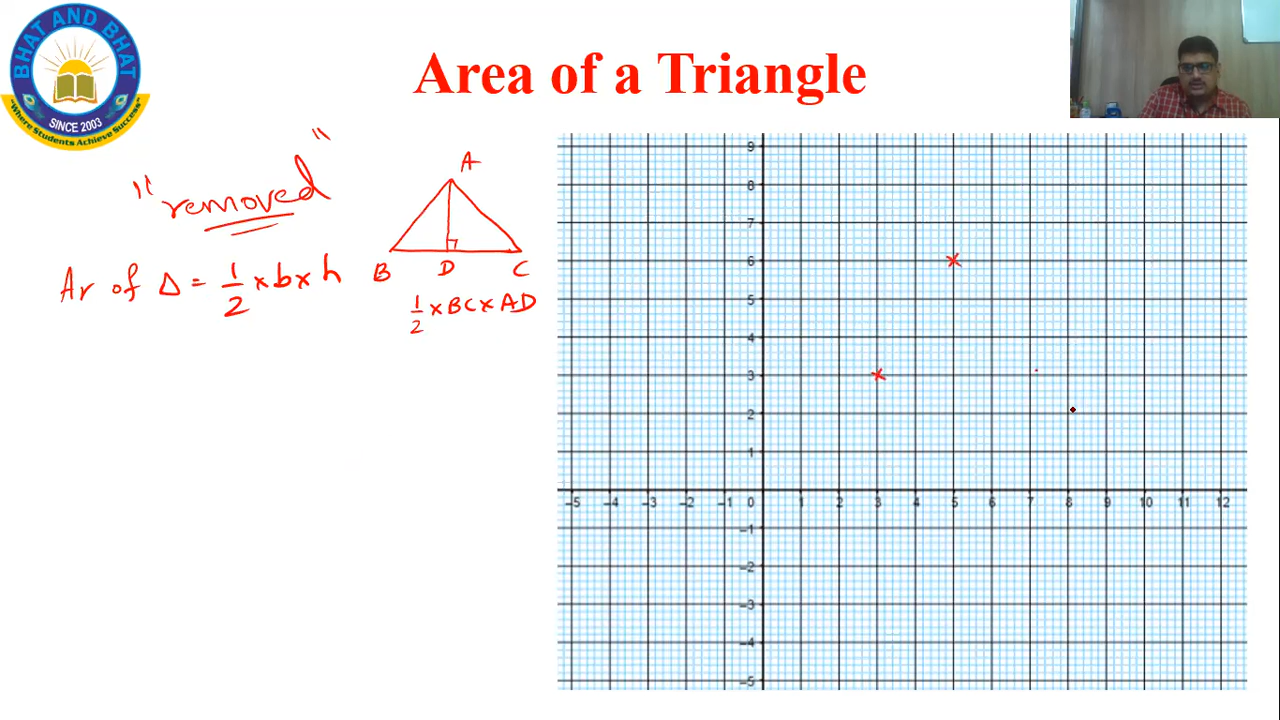 BHAT AND BHAT
SINCE 2003
"Where Students Achieve Success"
Area of a Triangle
"removed"
Ar of Δ = 1/2 × b × h
A
B D C
1/2 × BC × AD
9
8
7
6
5
4
3
2
1
-5 -4 -3 -2 -1 0 1 2 3 4 5 6 7 8 9 10 11 12
-1
-2
-3
-4
-5